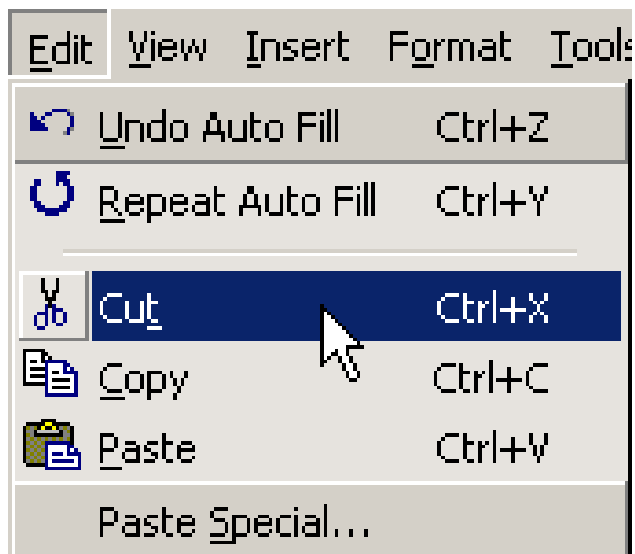 Edit View Insert Format Tools
Undo Auto Fill Ctrl+Z
Repeat Auto Fill Ctrl+Y
Cut Ctrl+X
Copy Ctrl+C
Paste Ctrl+V
Paste Special...